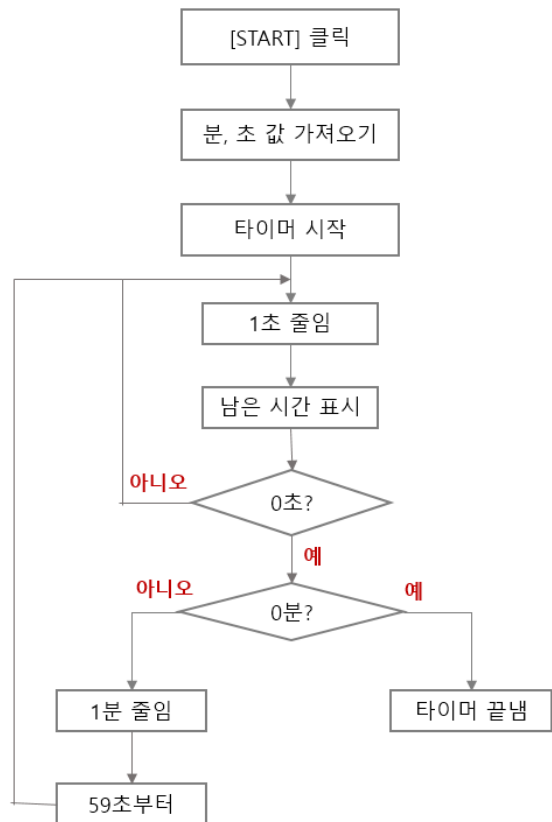 [START] 클릭
분, 초 값 가져오기
타이머 시작
1초 줄임
남은 시간 표시
아니오
0초?
예
아니오
0분?
예
1분 줄임
타이머 끝냄
59초부터